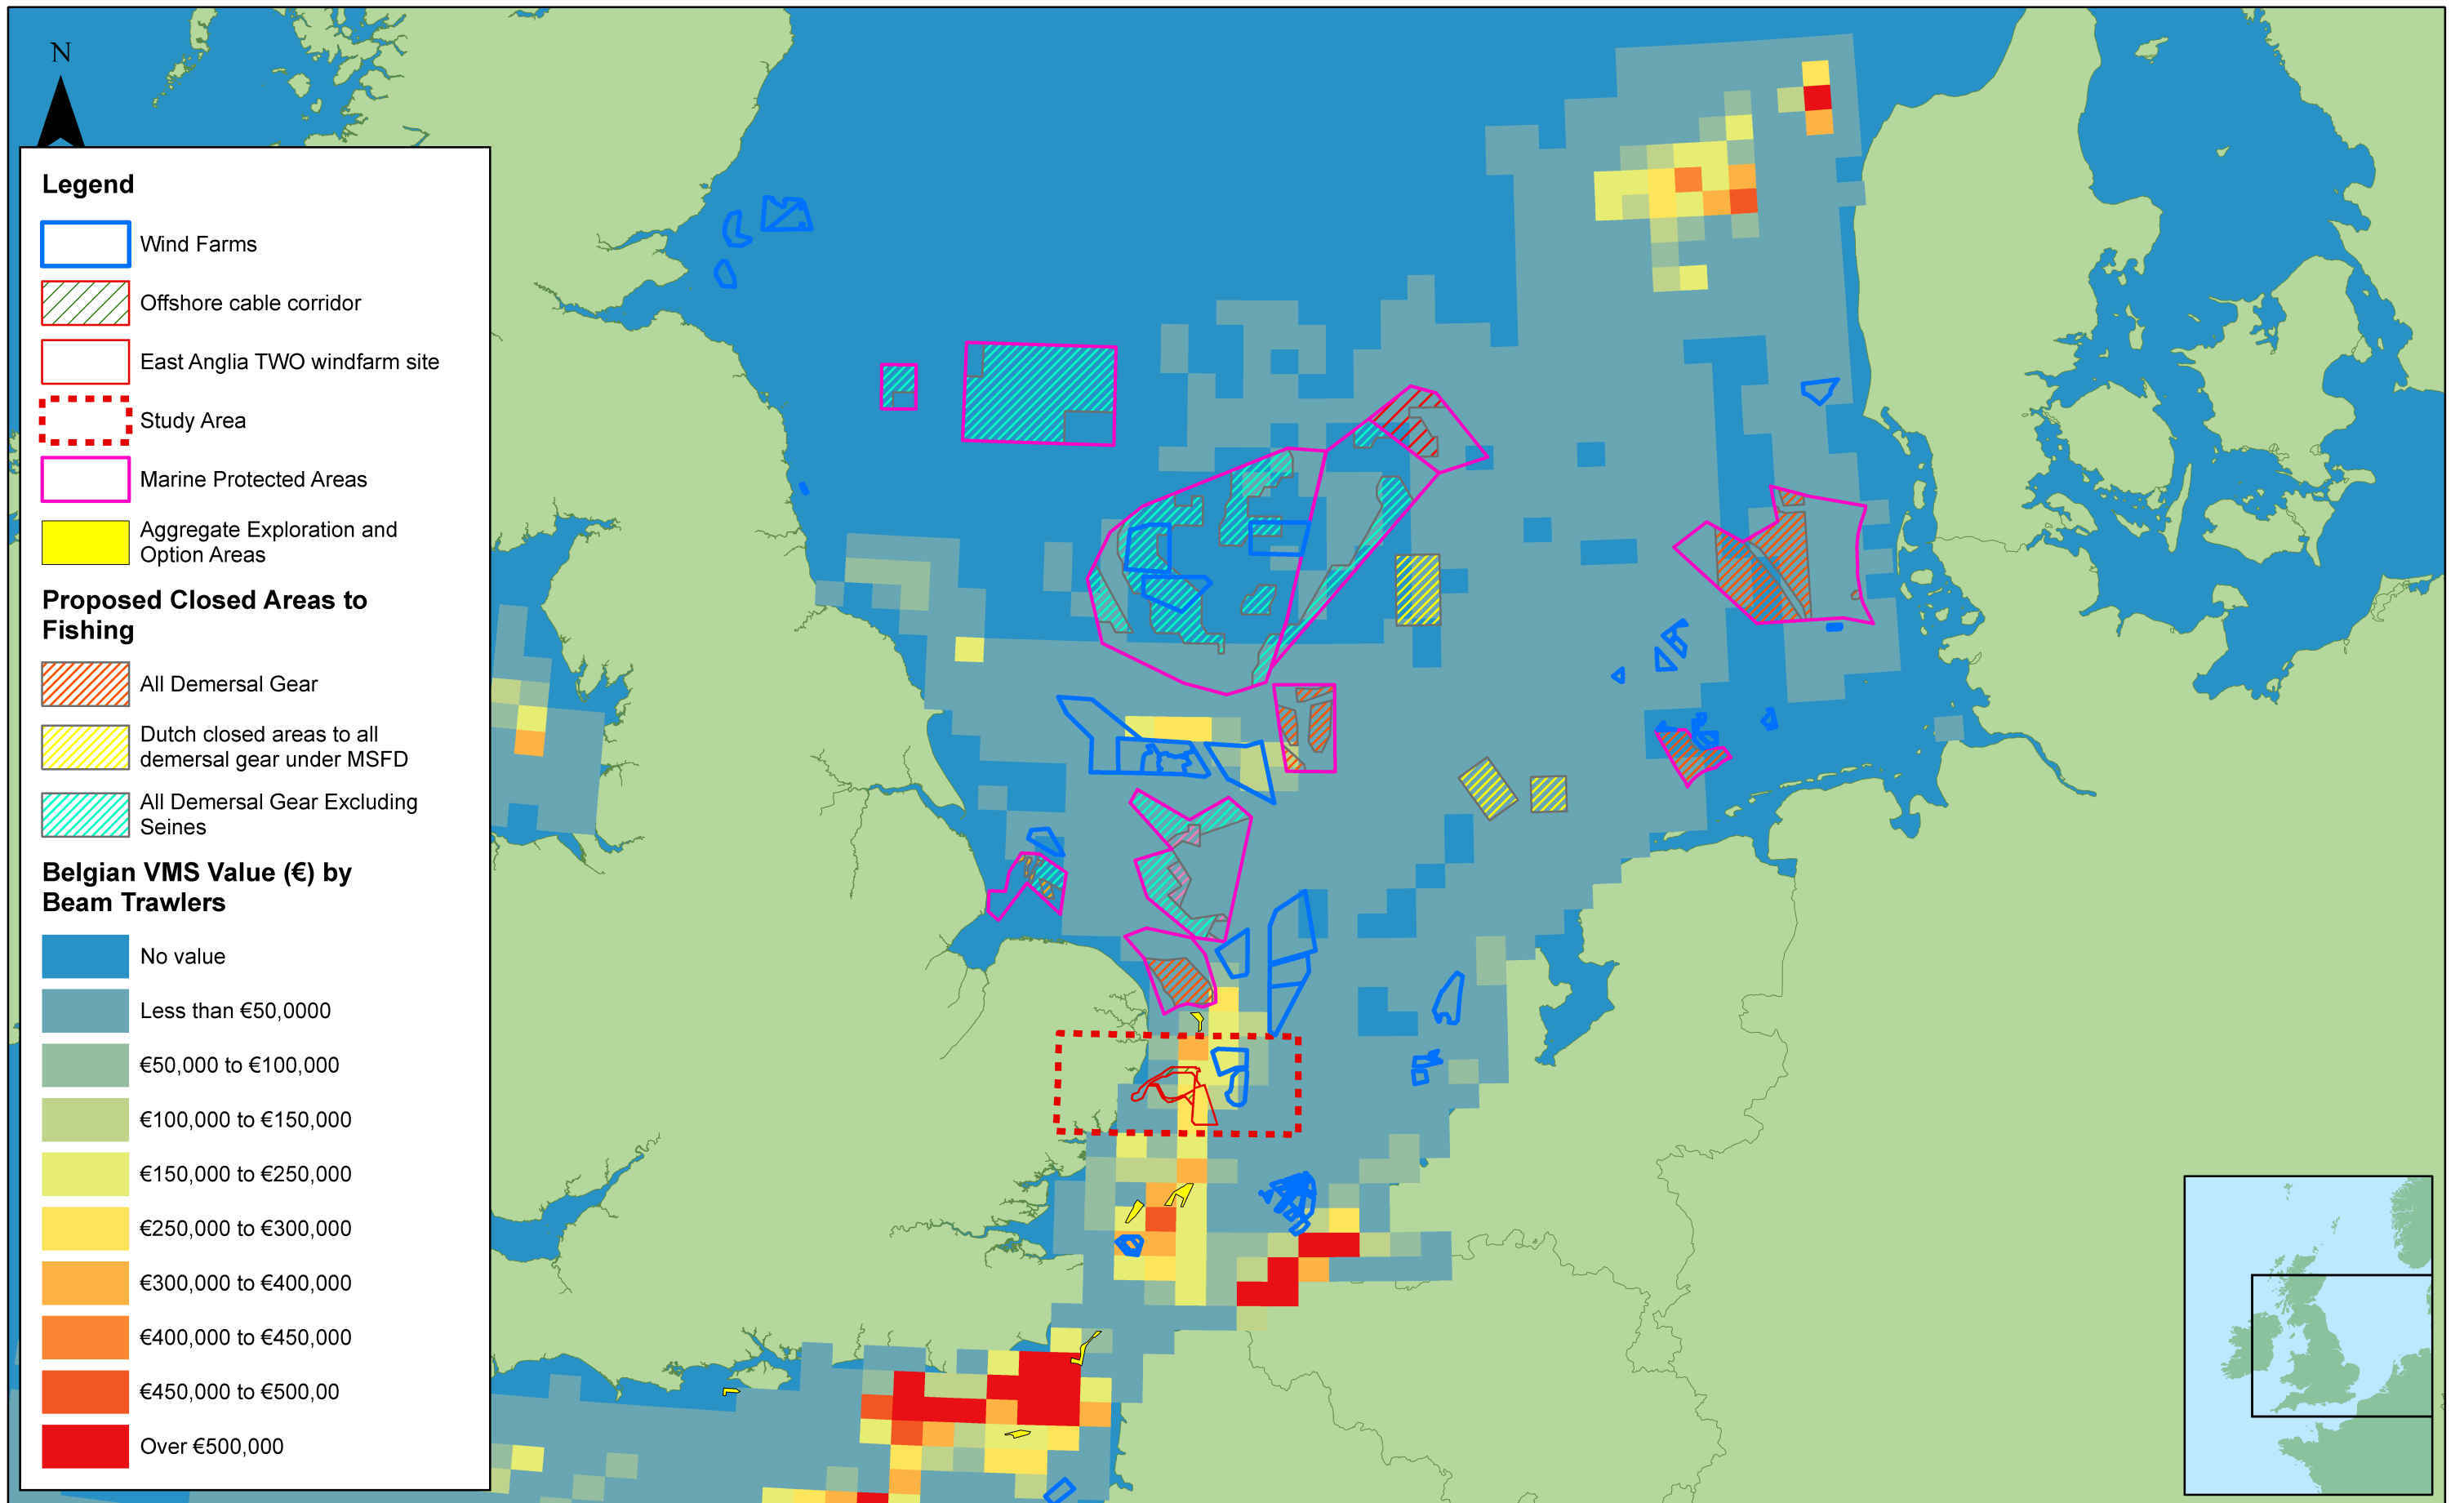 N
Legend
Wind Farms
Offshore cable corridor
East Anglia TWO windfarm site
Study Area
Marine Protected Areas
Aggregate Exploration and
Option Areas
Proposed Closed Areas to
Fishing
All Demersal Gear
Dutch closed areas to all
demersal gear under MSFD
All Demersal Gear Excluding
Seines
Belgian VMS Value (€) by
Beam Trawlers
No value
Less than €50,0000
€50,000 to €100,000
€100,000 to €150,000
€150,000 to €250,000
€250,000 to €300,000
€300,000 to €400,000
€400,000 to €450,000
€450,000 to €500,00
Over €500,000